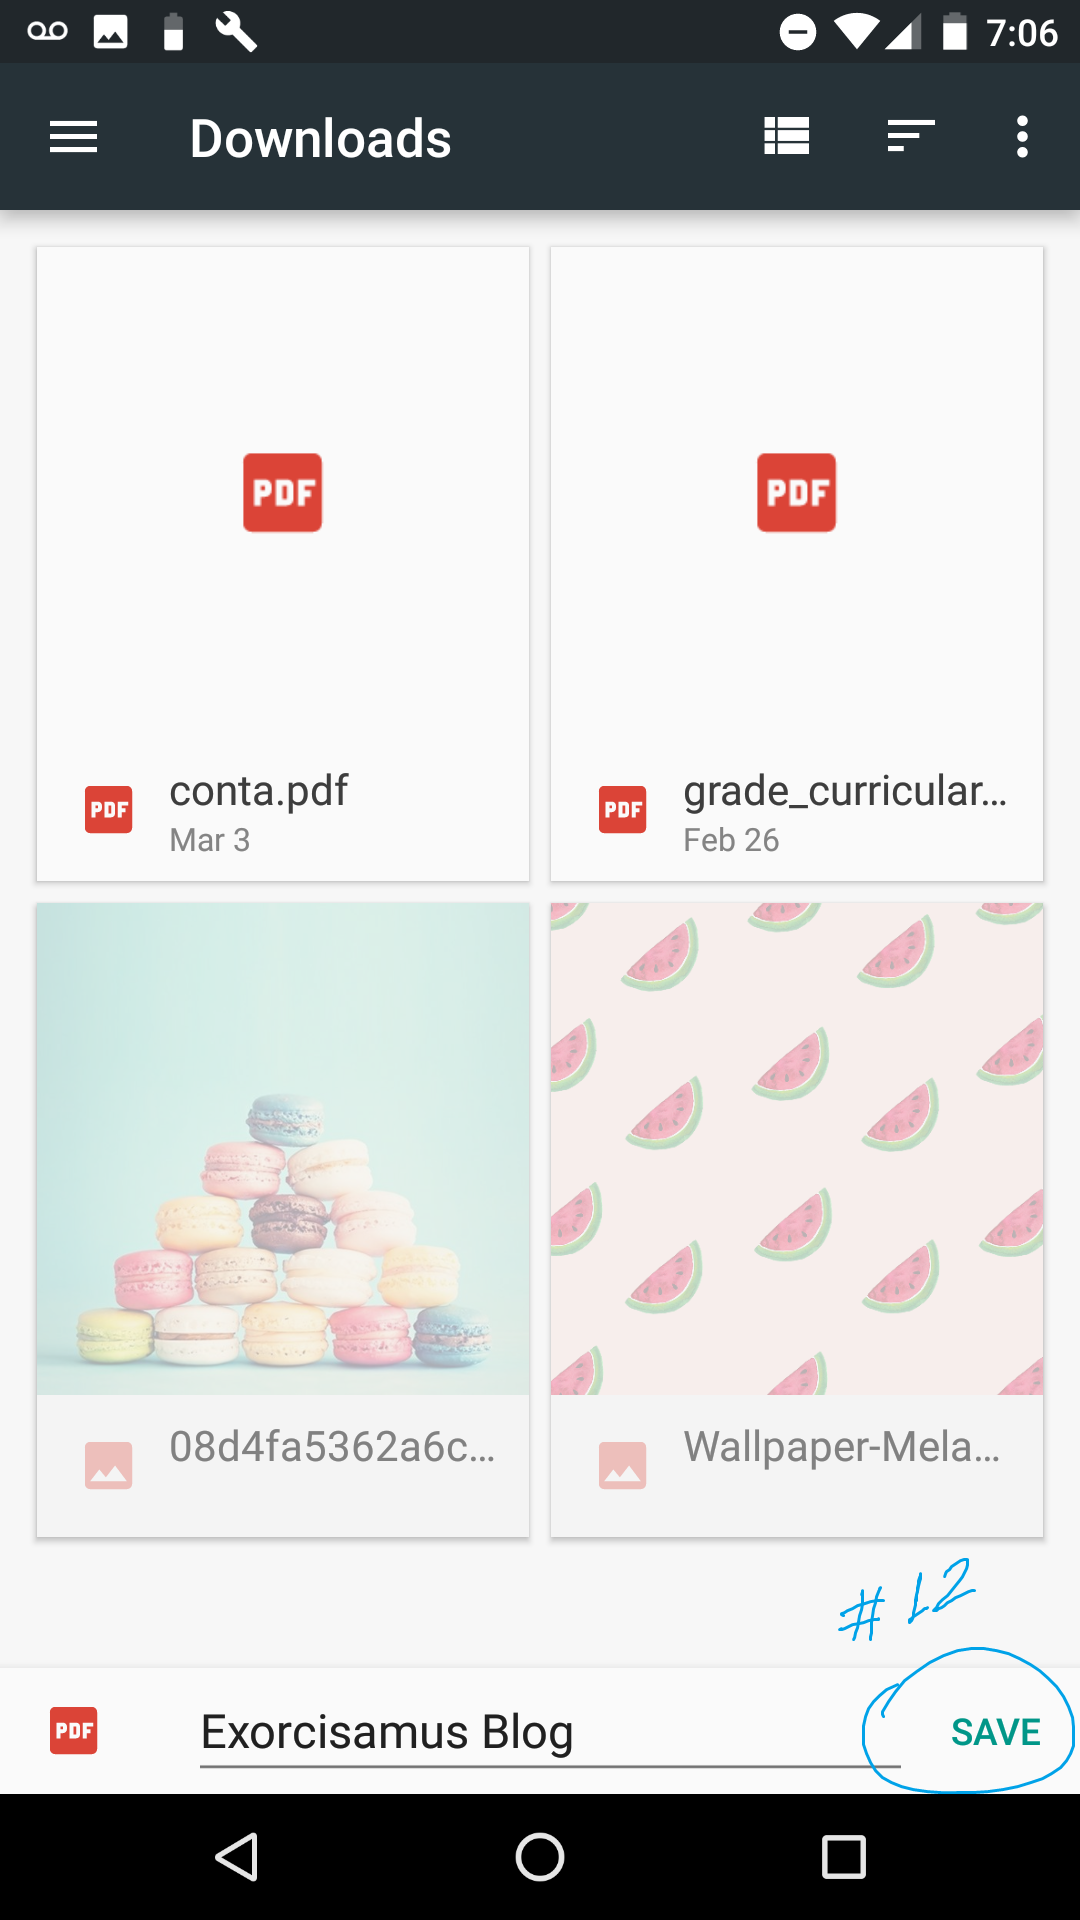 7:06
Downloads
PDF PDF
PDF conta.pdf PDF grade_curricular...
Mar 3 Feb 26
08d4fa5362a6c... Wallpaper-Mela...
#12
PDF Exorcisamus Blog SAVE